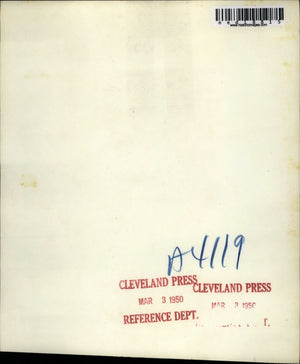 A4119
CLEVELAND PRESS
MAR 3 1950
REFERENCE DEPT.
CLEVELAND PRESS
MAR 2 1950